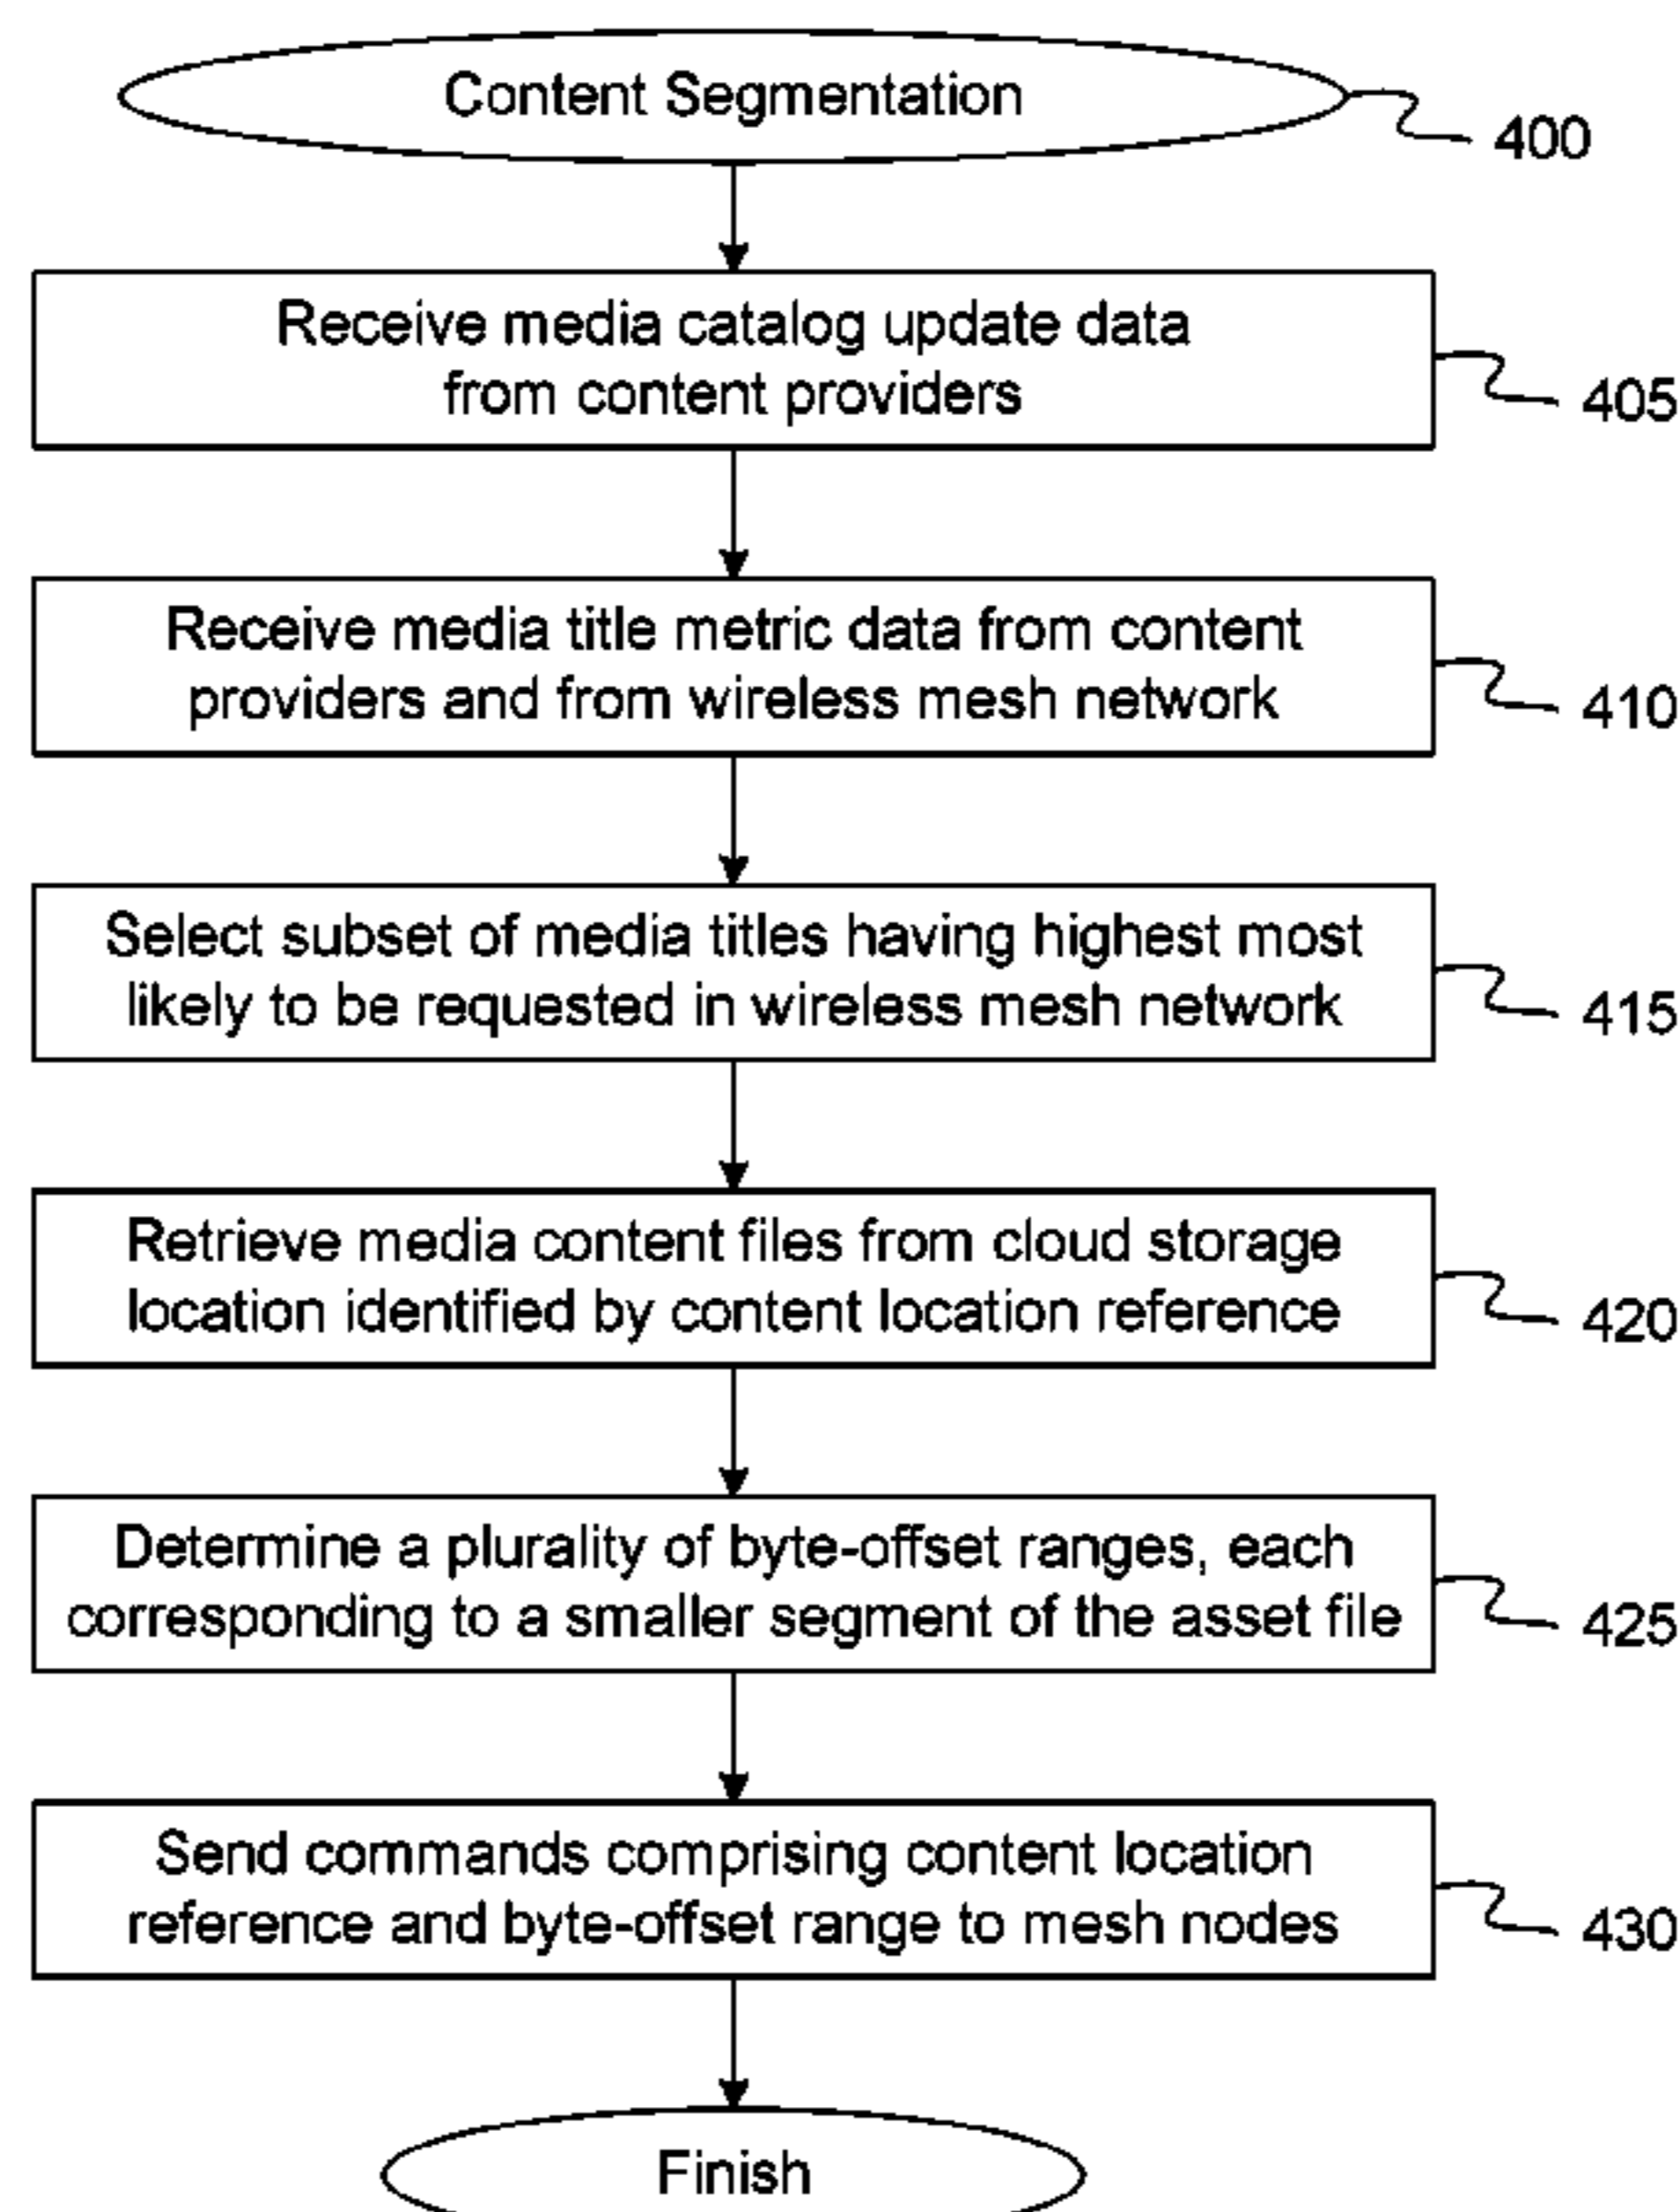 Content Segmentation
400
Receive media catalog update data
from content providers
405
Receive media title metric data from content
providers and from wireless mesh network
410
Select subset of media titles having highest most
likely to be requested in wireless mesh network
415
Retrieve media content files from cloud storage
location identified by content location reference
420
Determine a plurality of byte-offset ranges, each
corresponding to a smaller segment of the asset file
425
Send commands comprising content location
reference and byte-offset range to mesh nodes
430
Finish